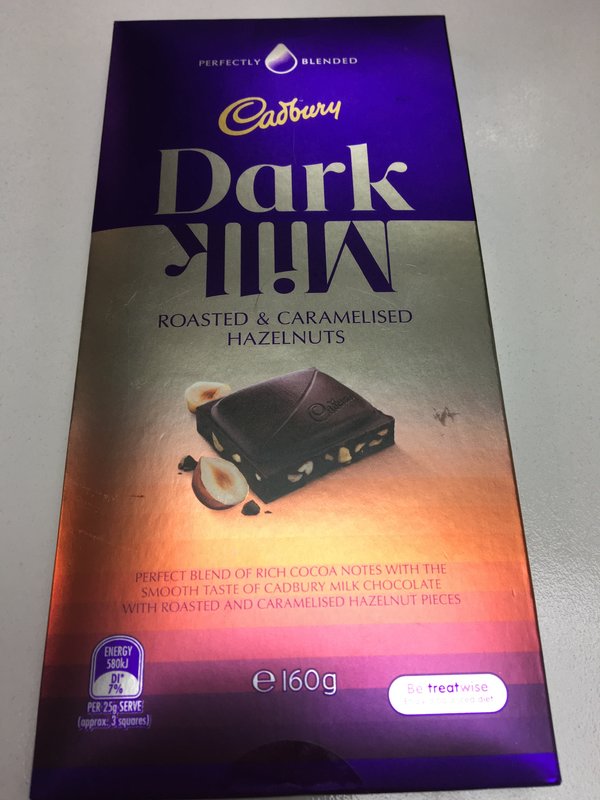 PERFECTLY BLENDED
Cadbury
Dark
Milk
ROASTED & CARAMELISED
HAZELNUTS
Cadbury
PERFECT BLEND OF RICH COCOA NOTES WITH THE
SMOOTH TASTE OF CADBURY MILK CHOCOLATE
WITH ROASTED AND CARAMELISED HAZELNUT PIECES
ENERGY
580kJ
DI*
7%
PER 25g SERVE
(approx. 3 squares)
e 160g
Be treatwise
diet